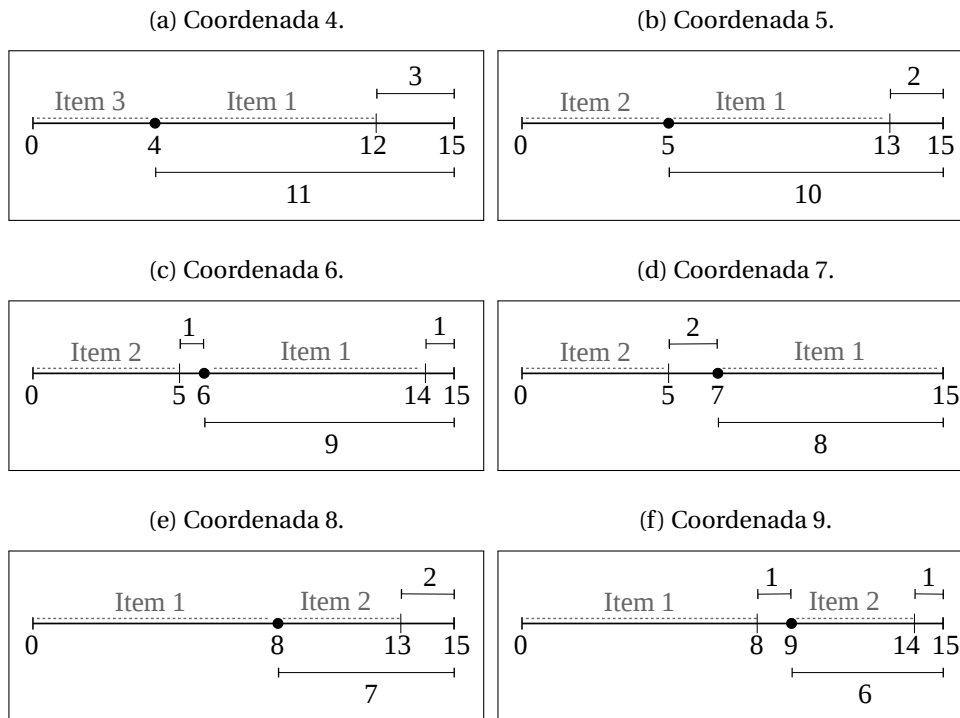 (a) Coordenada 4.
3
Item 3 Item 1
0 4 12 15
11
(b) Coordenada 5.
2
Item 2 Item 1
0 5 13 15
10
(c) Coordenada 6.
1 1
Item 2 Item 1
0 5 6 14 15
9
(d) Coordenada 7.
2
Item 2 Item 1
0 5 7 15
8
(e) Coordenada 8.
2
Item 1 Item 2
0 8 13 15
7
(f) Coordenada 9.
1 1
Item 1 Item 2
0 8 9 14 15
6